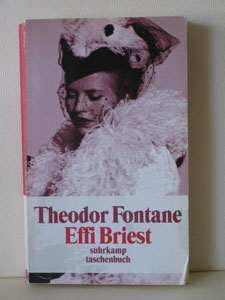 Theodor Fontane
Effi Briest
suhrkamp
taschenbuch